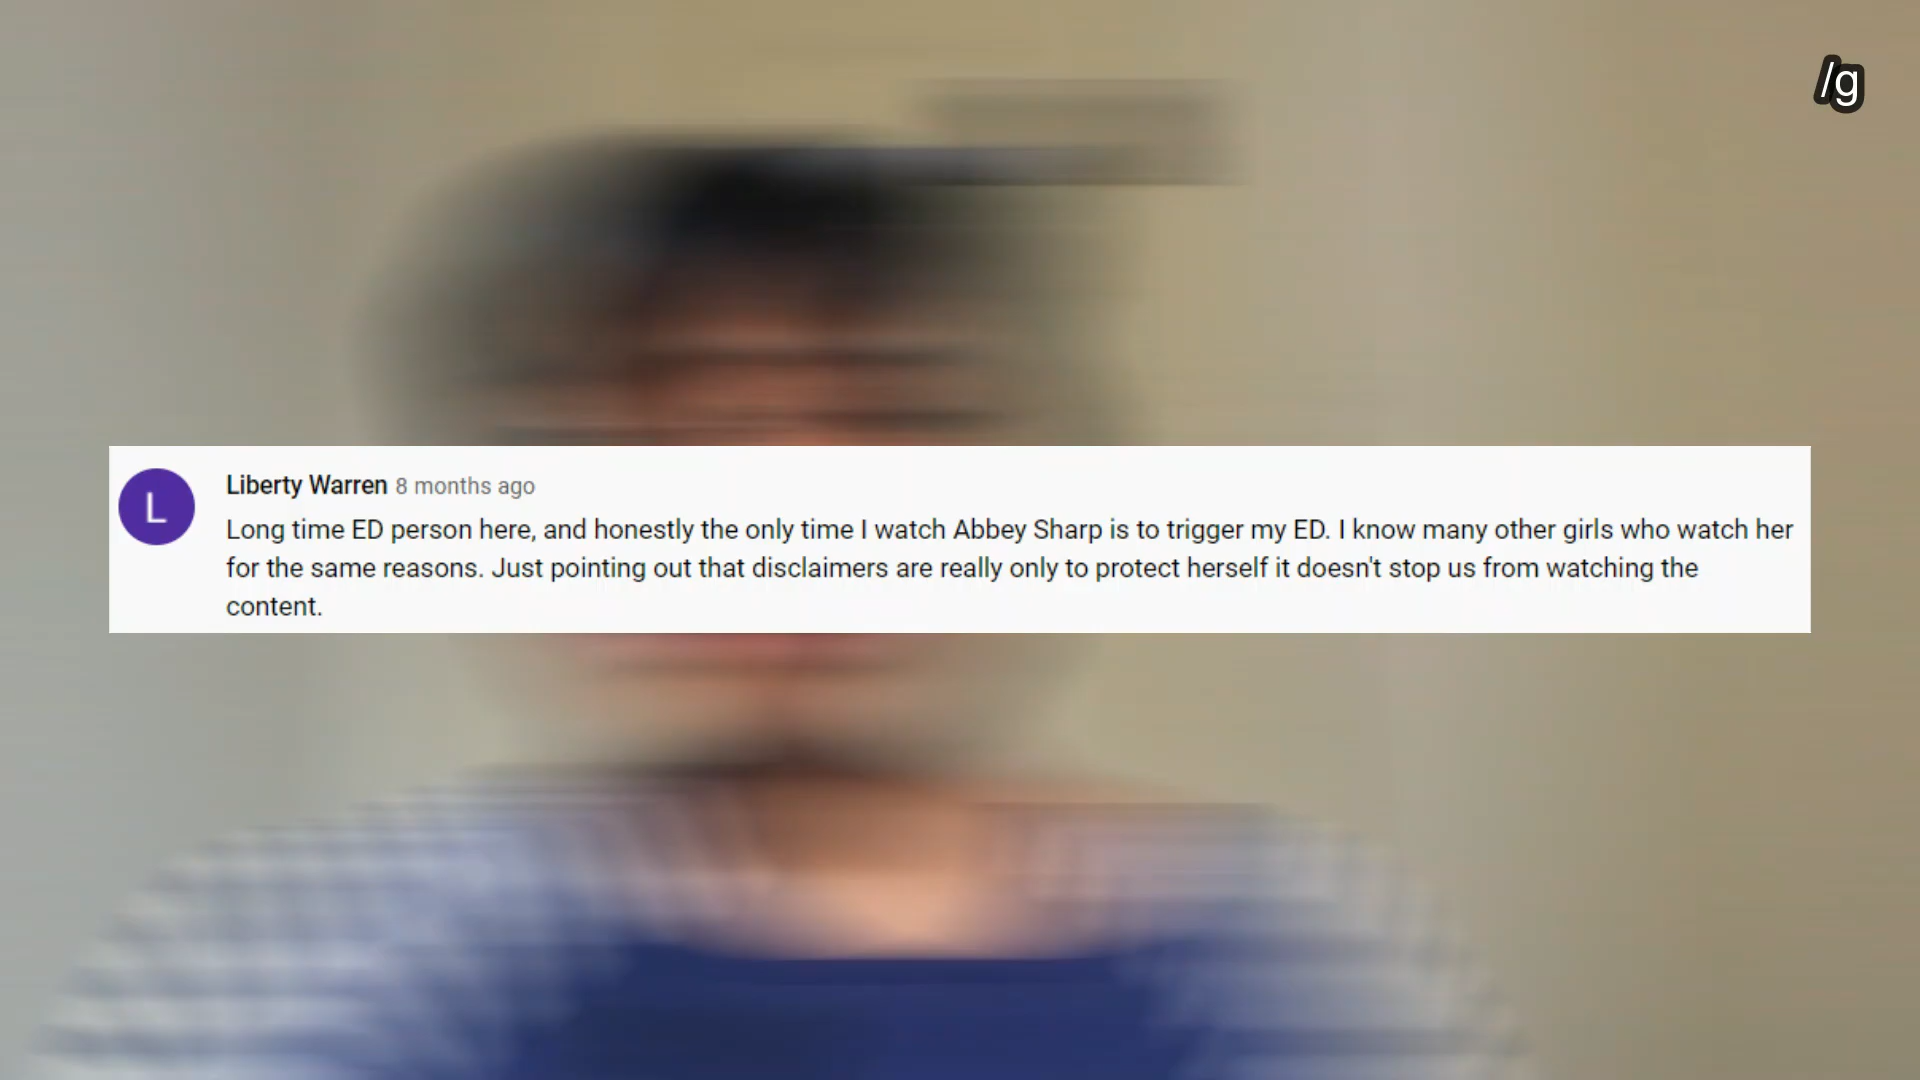 /g
L
Liberty Warren 8 months ago
Long time ED person here, and honestly the only time I watch Abbey Sharp is to trigger my ED. I know many other girls who watch her
for the same reasons. Just pointing out that disclaimers are really only to protect herself it doesn't stop us from watching the
content.